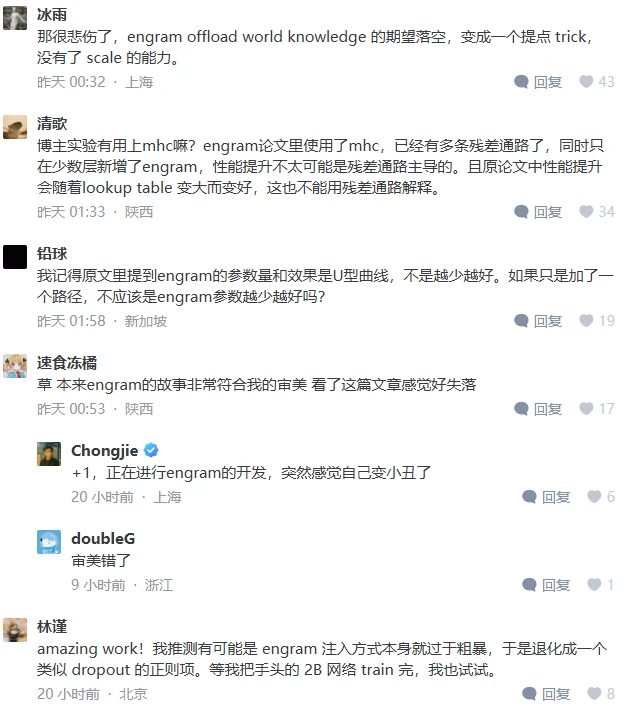 冰雨
那很悲伤了，engram offload world knowledge 的期望落空，变成一个提点 trick，
没有了 scale 的能力。
昨天 00:32 · 上海 回复 43
清歌
博主实验有用上mhc嘛？engram论文里使用了mhc，已经有多条残差通路了，同时只
在少数层新增了engram，性能提升不太可能是残差通路主导的。且原论文中性能提升
会随着lookup table 变大而变好，这也不能用残差通路解释。
昨天 01:33 · 陕西 回复 34
铅球
我记得原文里提到engram的参数量和效果是U型曲线，不是越少越好。如果只是加了一
个路径，不应该是engram参数越少越好吗？
昨天 01:58 · 新加坡 回复 19
速食冻橘
草 本来engram的故事非常符合我的审美 看了这篇文章感觉好失落
昨天 00:53 · 陕西 回复 17
Chongjie
+1，正在进行engram的开发，突然感觉自己变小丑了
20 小时前 · 上海 回复 6
doubleG
审美错了
9 小时前 · 浙江 回复 1
林谨
amazing work！我推测有可能是 engram 注入方式本身就过于粗暴，于是退化成一个
类似 dropout 的正则项。等我把手头的 2B 网络 train 完，我也试试。
20 小时前 · 北京 回复 8